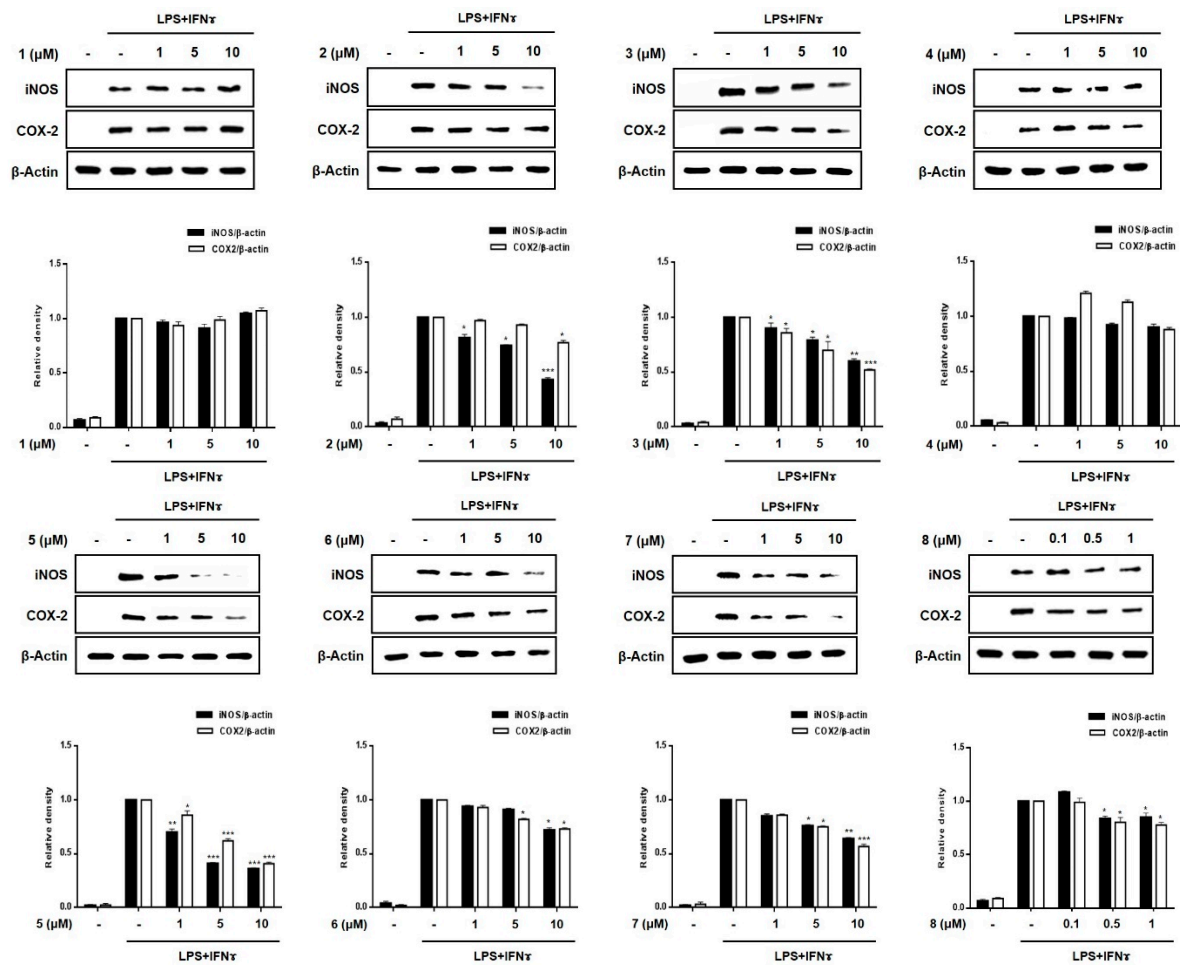 LPS+IFNɤ LPS+IFNɤ LPS+IFNɤ LPS+IFNɤ
1 (μM) - - 1 5 10 2 (μM) - - 1 5 10 3 (μM) - - 1 5 10 4 (μM) - - 1 5 10
iNOS iNOS iNOS iNOS
COX-2 COX-2 COX-2 COX-2
β-Actin β-Actin β-Actin β-Actin
iNOS/β-actin iNOS/β-actin iNOS/β-actin iNOS/β-actin
COX2/β-actin COX2/β-actin COX2/β-actin COX2/β-actin
1.5 1.5 1.5 1.5
1.0 1.0 1.0 1.0
0.5 0.5 0.5 0.5
0.0 0.0 0.0 0.0
Relative density Relative density Relative density Relative density
* * * *** * * * * ** ***
1 (μM) - - 1 5 10 2 (μM) - - 1 5 10 3 (μM) - - 1 5 10 4 (μM) - - 1 5 10
LPS+IFNɤ LPS+IFNɤ LPS+IFNɤ LPS+IFNɤ
LPS+IFNɤ LPS+IFNɤ LPS+IFNɤ LPS+IFNɤ
5 (μM) - - 1 5 10 6 (μM) - - 1 5 10 7 (μM) - - 1 5 10 8 (μM) - - 0.1 0.5 1
iNOS iNOS iNOS iNOS
COX-2 COX-2 COX-2 COX-2
β-Actin β-Actin β-Actin β-Actin
iNOS/β-actin iNOS/β-actin iNOS/β-actin iNOS/β-actin
COX2/β-actin COX2/β-actin COX2/β-actin COX2/β-actin
1.5 1.5 1.5 1.5
1.0 1.0 1.0 1.0
0.5 0.5 0.5 0.5
0.0 0.0 0.0 0.0
Relative density Relative density Relative density Relative density
** * *** *** *** *** * * * * * ** *** * * * *
5 (μM) - - 1 5 10 6 (μM) - - 1 5 10 7 (μM) - - 1 5 10 8 (μM) - - 0.1 0.5 1
LPS+IFNɤ LPS+IFNɤ LPS+IFNɤ LPS+IFNɤ